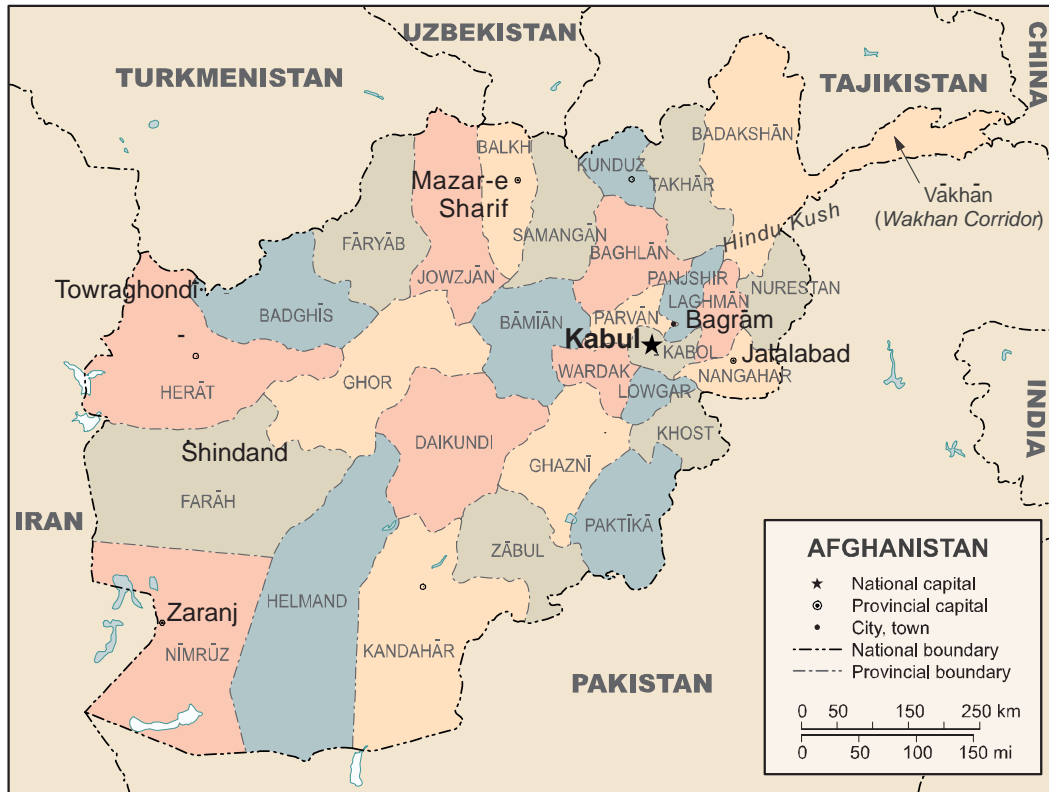 UZBEKISTAN
TURKMENISTAN
TAJIKISTAN
CHINA
BADAKSHĀN
BALKH
KUNDUZ
TAKHĀR
Mazar-e
Sharif
Vākhān
(Wakhan Corridor)
Hindu Kush
FĀRYĀB
SAMANGĀN
BAGHLĀN
JOWZJĀN
PANJSHIR
NURESTAN
Towraghondī
LAGHMĀN
BADGHĪS
BĀMĪĀN
PARVĀN
Bagrām
Kabul
KABOL
Jalalabad
WARDAK
NANGAHAR
HERĀT
GHOR
LOWGAR
INDIA
KHOST
DAIKUNDI
Shindand
GHAZNĪ
FARĀH
IRAN
PAKTĪKĀ
ZĀBUL
HELMAND
Zaranj
NĪMRŪZ
KANDAHĀR
PAKISTAN
AFGHANISTAN
National capital
Provincial capital
City, town
National boundary
Provincial boundary
0 50 150 250 km
0 50 100 150 mi